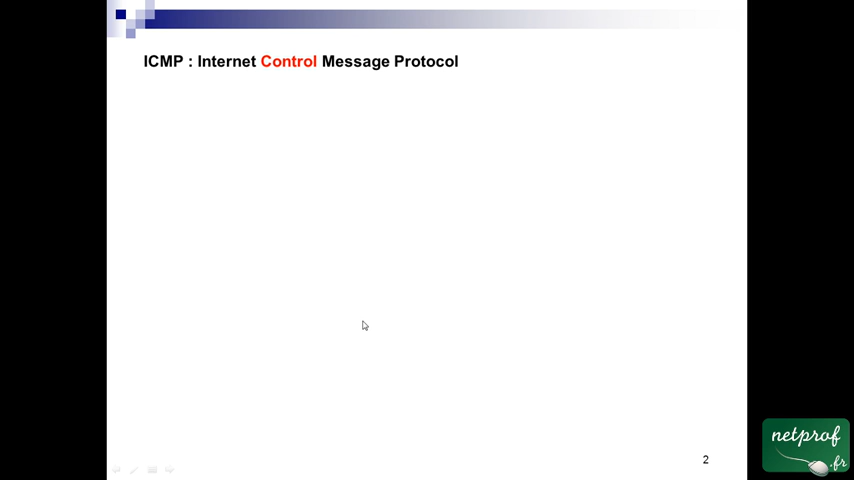 ICMP : Internet Control Message Protocol
2
netprof
.fr